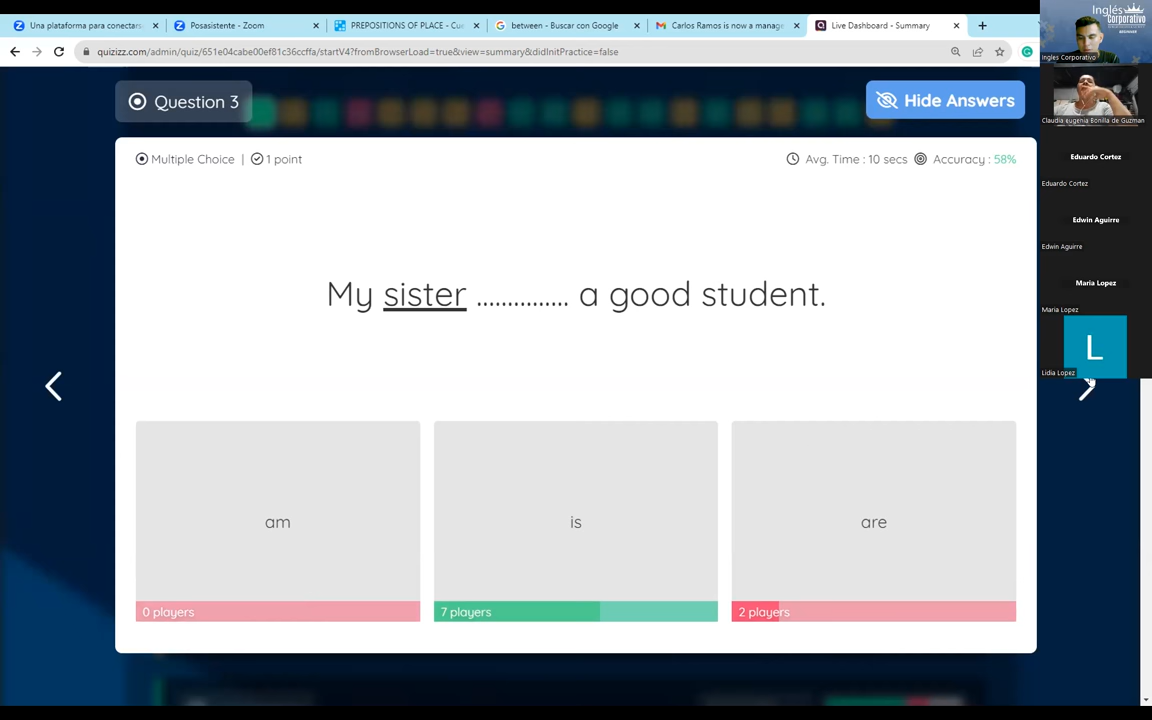 Una plataforma para conectars
Posasistente - Zoom
PREPOSITIONS OF PLACE - Cue
between - Buscar con Google
Carlos Ramos is now a manage
Live Dashboard - Summary
quizizz.com/admin/quiz/651e04cabe00ef81c36ccffa/startV4?fromBrowserLoad=true&view=summary&didInitPractice=false
Question 3
Hide Answers
Multiple Choice | 1 point
Avg. Time : 10 secs Accuracy : 58%
My sister ............... a good student.
am
is
are
0 players
7 players
2 players
Inglés
Corporativo
Inglés Corporativo
Claudia eugenia Bonilla de Guzman
Eduardo Cortez
Eduardo Cortez
Edwin Aguirre
Edwin Aguirre
Maria Lopez
Maria Lopez
L
Lidia Lopez